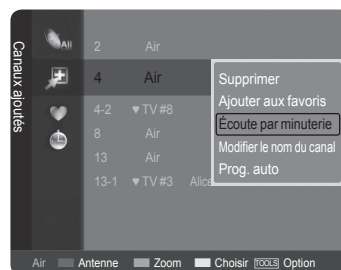 Canaux ajoutés
All
2 Air
4 Air
4-2 ♥ TV #8
8 Air
13 Air
13-1 ♥ TV #3 Alice
Supprimer
Ajouter aux favoris
Écoute par minuterie
Modifier le nom du canal
Prog. auto
Air Antenne Zoom Choisir TOOLS Option